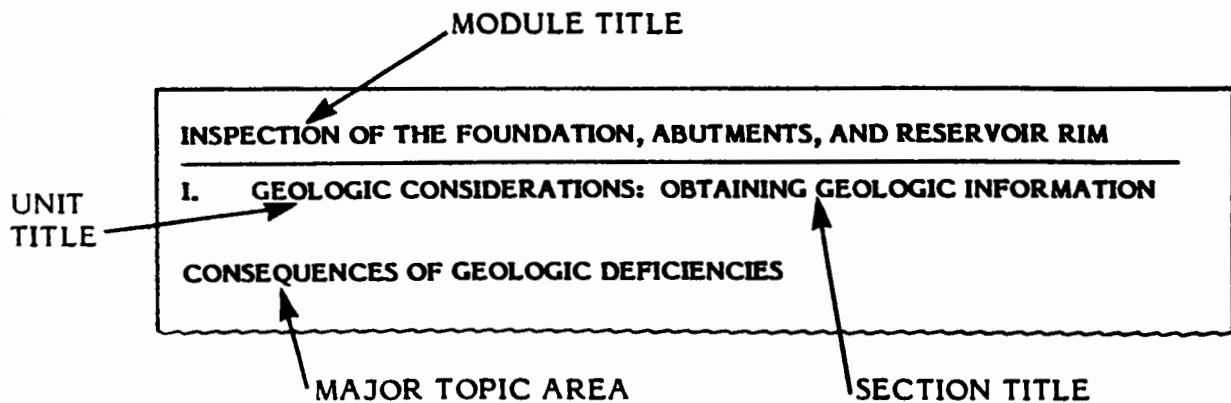 MODULE TITLE
INSPECTION OF THE FOUNDATION, ABUTMENTS, AND RESERVOIR RIM
I. GEOLOGIC CONSIDERATIONS: OBTAINING GEOLOGIC INFORMATION
UNIT
TITLE
CONSEQUENCES OF GEOLOGIC DEFICIENCIES
MAJOR TOPIC AREA
SECTION TITLE